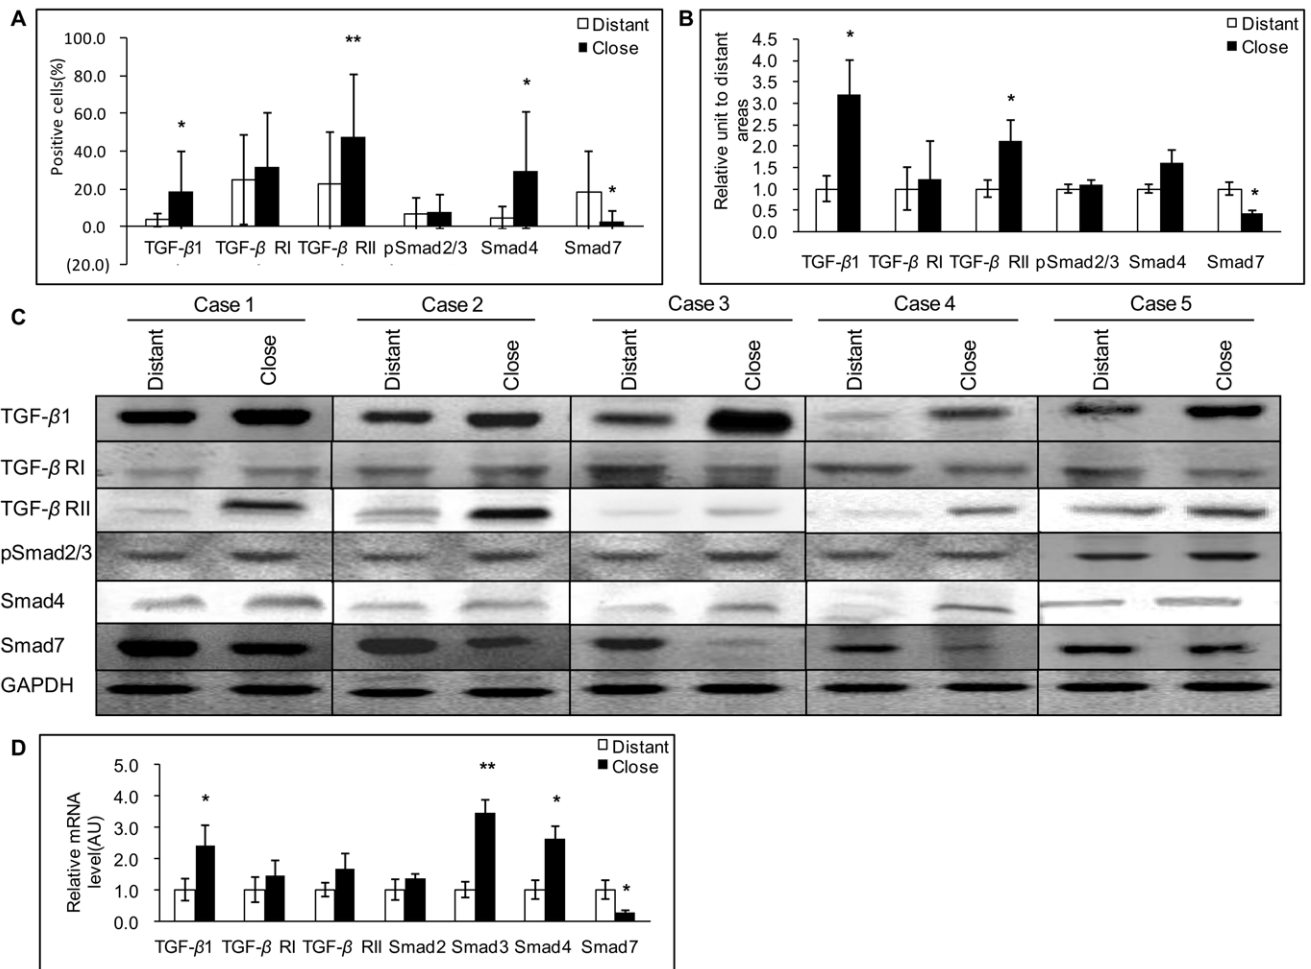 A
Distant
Close
Positive cells(%)
100.0
80.0
60.0
40.0
20.0
0.0
(20.0)
*
**
*
*
TGF-β1 TGF-β RI TGF-β RII pSmad2/3 Smad4 Smad7
B
Distant
Close
Relative unit to distant
areas
4.5
4.0
3.5
3.0
2.5
2.0
1.5
1.0
0.5
0.0
*
*
*
TGF-β1 TGF-β RI TGF-β RII pSmad2/3 Smad4 Smad7
C
Case 1 Case 2 Case 3 Case 4 Case 5
Distant Close Distant Close Distant Close Distant Close Distant Close
TGF-β1
TGF-β RI
TGF-β RII
pSmad2/3
Smad4
Smad7
GAPDH
D
Distant
Close
Relative mRNA
level(AU)
5.0
4.0
3.0
2.0
1.0
0.0
*
**
*
*
TGF-β1 TGF-β RI TGF-β RII Smad2 Smad3 Smad4 Smad7